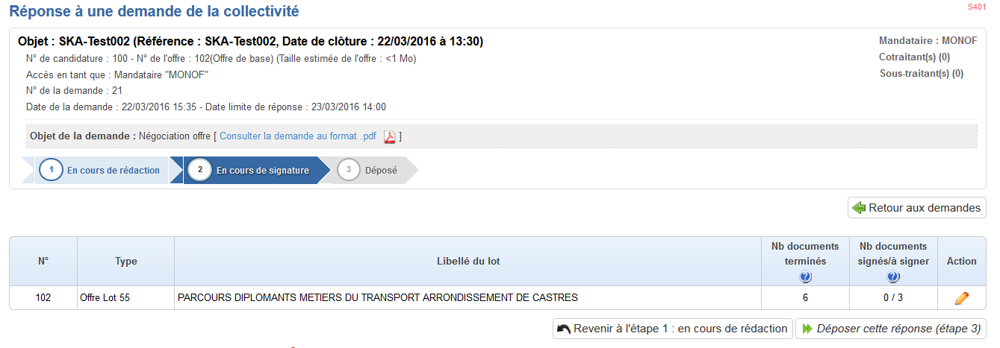 Réponse à une demande de la collectivité
S401
Objet : SKA-Test002 (Référence : SKA-Test002, Date de clôture : 22/03/2016 à 13:30)
Mandataire : MONOF
N° de candidature : 100 - N° de l'offre : 102(Offre de base) (Taille estimée de l'offre : <1 Mo)
Cotraitant(s) (0)
Accès en tant que : Mandataire "MONOF"
Sous-traitant(s) (0)
N° de la demande : 21
Date de la demande : 22/03/2016 15:35 - Date limite de réponse : 23/03/2016 14:00
Objet de la demande : Négociation offre [ Consulter la demande au format .pdf ]
1 En cours de rédaction 2 En cours de signature 3 Déposé
Retour aux demandes
N° Type Libellé du lot Nb documents terminés Nb documents signés/à signer Action
102 Offre Lot 55 PARCOURS DIPLOMANTS METIERS DU TRANSPORT ARRONDISSEMENT DE CASTRES 6 0 / 3
Revenir à l'étape 1 : en cours de rédaction Déposer cette réponse (étape 3)